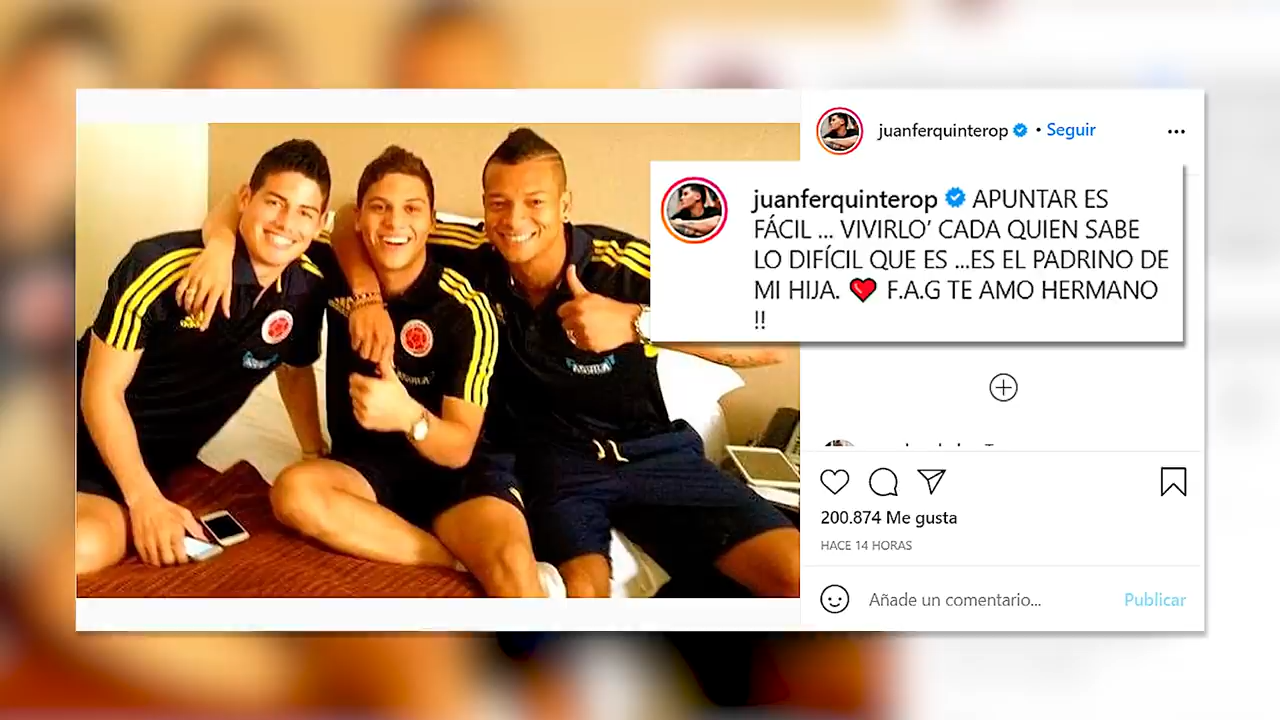 juanferquinterop • Seguir
juanferquinterop APUNTAR ES
FÁCIL ... VIVIRLO’ CADA QUIEN SABE
LO DIFÍCIL QUE ES ...ES EL PADRINO DE
MI HIJA. ❤️ F.A.G TE AMO HERMANO
!!
200.874 Me gusta
HACE 14 HORAS
Añade un comentario... Publicar
AGUILA